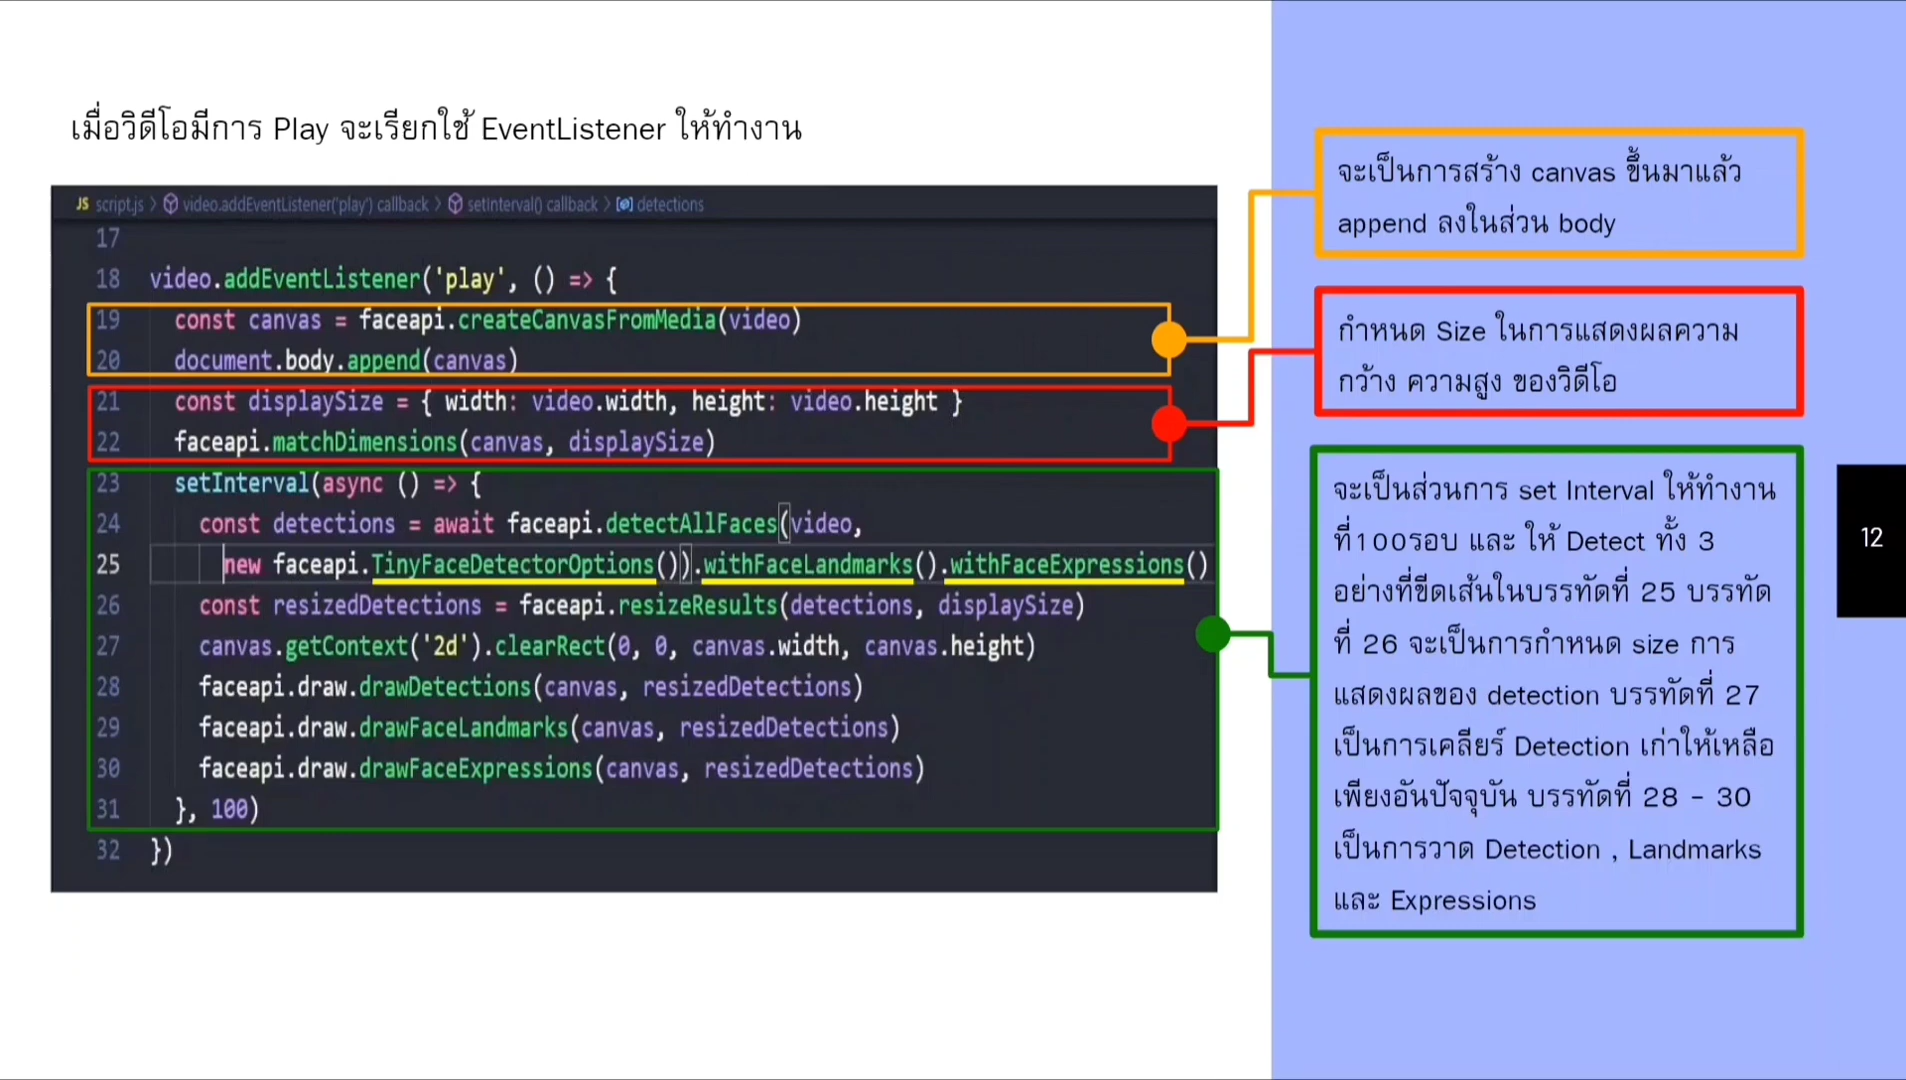 เมื่อวิดีโอมีการ Play จะเรียกใช้ EventListener ให้ทำงาน
JS script.js > video.addEventListener('play') callback > setInterval() callback > detections
17
18 video.addEventListener('play', () => {
19 const canvas = faceapi.createCanvasFromMedia(video)
20 document.body.append(canvas)
21 const displaySize = { width: video.width, height: video.height }
22 faceapi.matchDimensions(canvas, displaySize)
23 setInterval(async () => {
24 const detections = await faceapi.detectAllFaces(video,
25 new faceapi.TinyFaceDetectorOptions()).withFaceLandmarks().withFaceExpressions()
26 const resizedDetections = faceapi.resizeResults(detections, displaySize)
27 canvas.getContext('2d').clearRect(0, 0, canvas.width, canvas.height)
28 faceapi.draw.drawDetections(canvas, resizedDetections)
29 faceapi.draw.drawFaceLandmarks(canvas, resizedDetections)
30 faceapi.draw.drawFaceExpressions(canvas, resizedDetections)
31 }, 100)
32 })
จะเป็นการสร้าง canvas ขึ้นมาแล้ว
append ลงในส่วน body
กำหนด Size ในการแสดงผลความ
กว้าง ความสูง ของวิดีโอ
จะเป็นส่วนการ set Interval ให้ทำงาน
ที่100รอบ และ ให้ Detect ทั้ง 3
อย่างที่ขีดเส้นในบรรทัดที่ 25 บรรทัด
ที่ 26 จะเป็นการกำหนด size การ
แสดงผลของ detection บรรทัดที่ 27
เป็นการเคลียร์ Detection เก่าให้เหลือ
เพียงอันปัจจุบัน บรรทัดที่ 28 - 30
เป็นการวาด Detection , Landmarks
และ Expressions
12